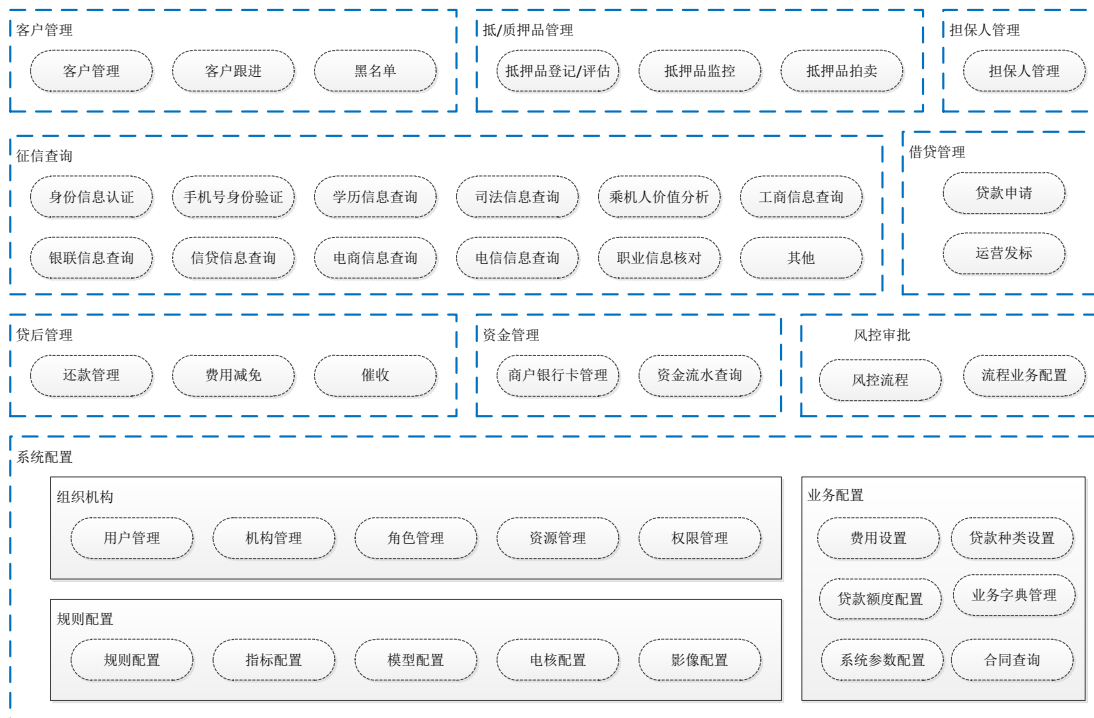 客户管理
客户管理 客户跟进 黑名单
抵/质押品管理
抵押品登记/评估 抵押品监控 抵押品拍卖
担保人管理
担保人管理
征信查询
身份信息认证 手机号身份验证 学历信息查询 司法信息查询 乘机人价值分析 工商信息查询
银联信息查询 信贷信息查询 电商信息查询 电信信息查询 职业信息核对 其他
借贷管理
贷款申请
运营发标
贷后管理
还款管理 费用减免 催收
资金管理
商户银行卡管理 资金流水查询
风控审批
风控流程 流程业务配置
系统配置
组织机构
用户管理 机构管理 角色管理 资源管理 权限管理
规则配置
规则配置 指标配置 模型配置 电核配置 影像配置
业务配置
费用设置 贷款种类设置
贷款额度配置 业务字典管理
系统参数配置 合同查询